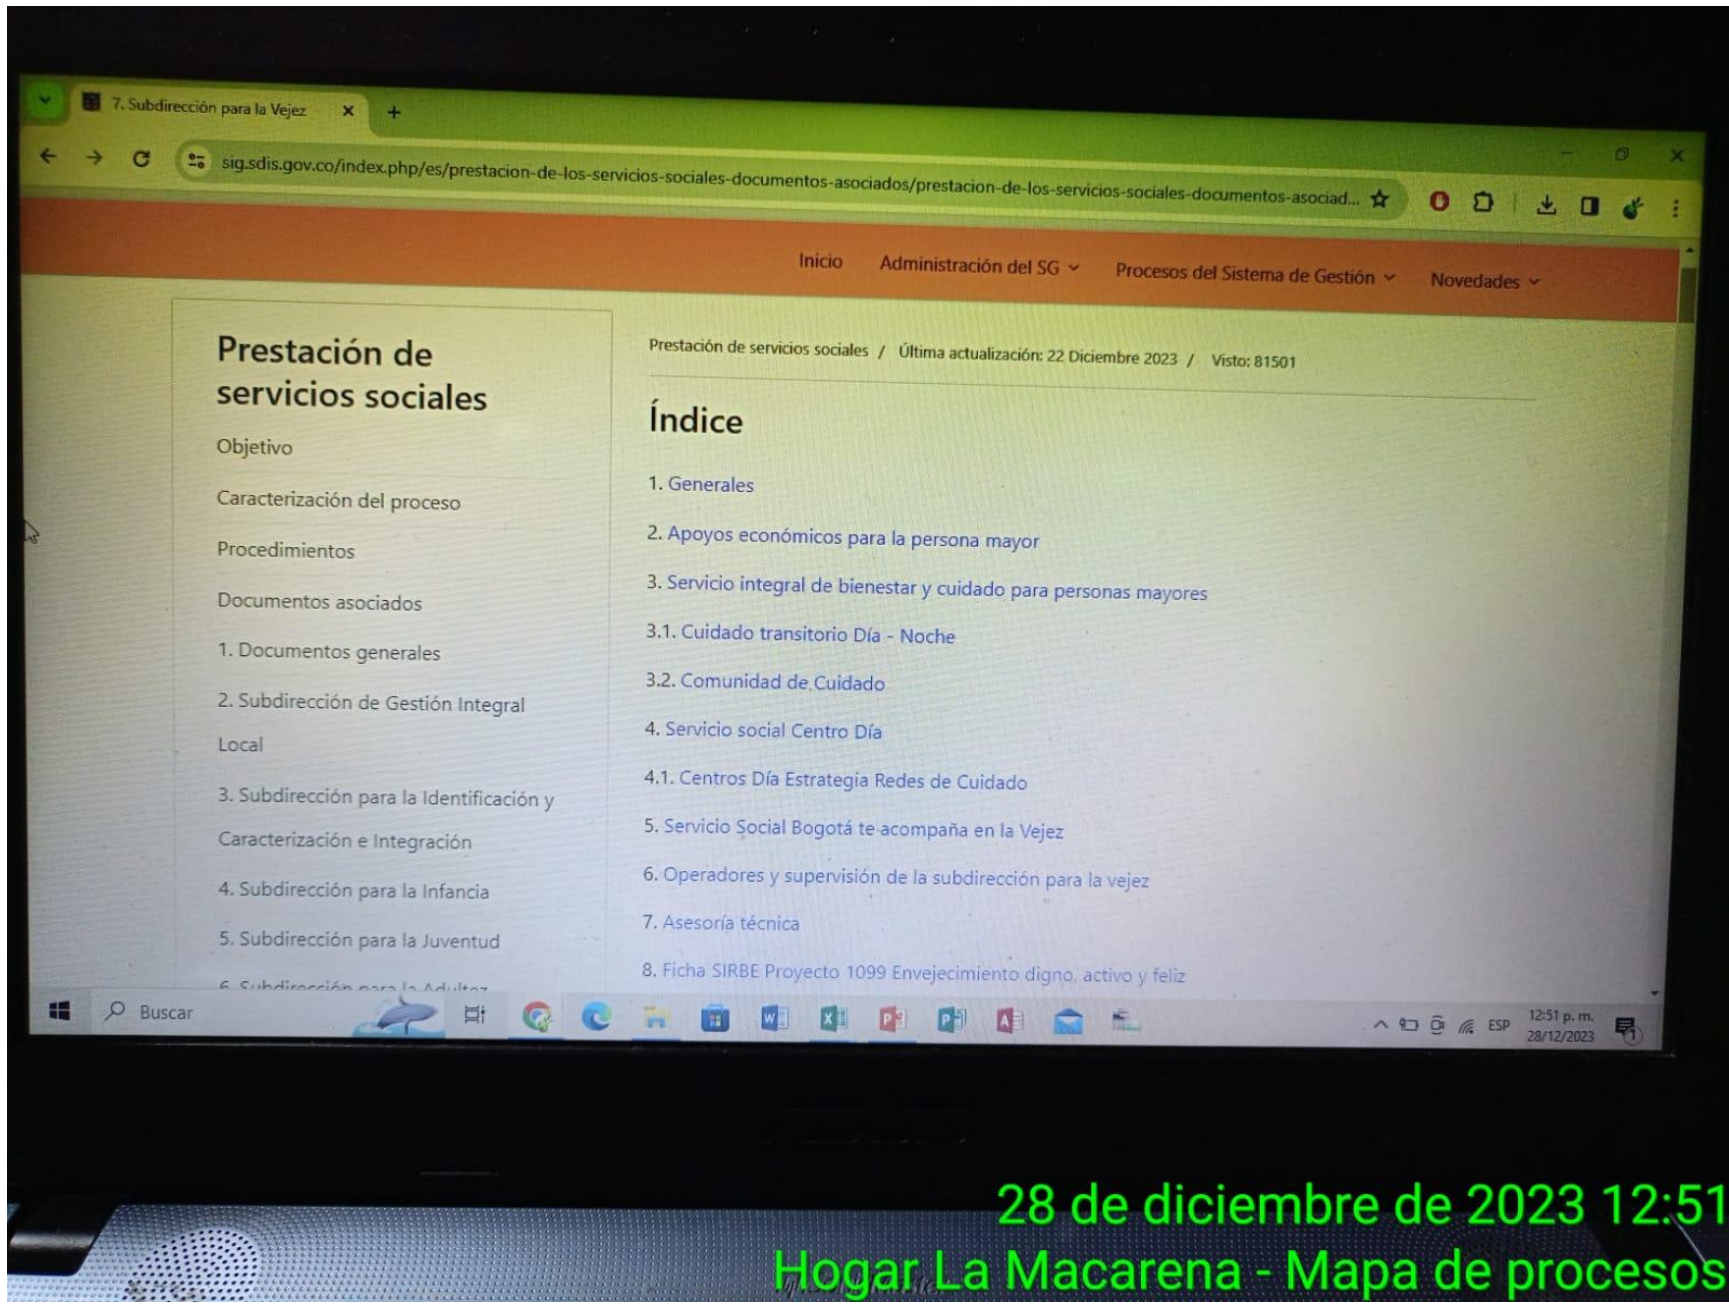 7. Subdirección para la Vejez
sig.sdis.gov.co/index.php/es/prestacion-de-los-servicios-sociales-documentos-asociados/prestacion-de-los-servicios-sociales-documentos-asociad...
Inicio
Administración del SG
Procesos del Sistema de Gestión
Novedades
Prestación de
servicios sociales
Objetivo
Caracterización del proceso
Procedimientos
Documentos asociados
1. Documentos generales
2. Subdirección de Gestión Integral
Local
3. Subdirección para la Identificación y
Caracterización e Integración
4. Subdirección para la Infancia
5. Subdirección para la Juventud
6. Subdirección para la Adultez
Prestación de servicios sociales / Última actualización: 22 Diciembre 2023 / Visto: 81501
Índice
1. Generales
2. Apoyos económicos para la persona mayor
3. Servicio integral de bienestar y cuidado para personas mayores
3.1. Cuidado transitorio Día - Noche
3.2. Comunidad de Cuidado
4. Servicio social Centro Día
4.1. Centros Día Estrategia Redes de Cuidado
5. Servicio Social Bogotá te acompaña en la Vejez
6. Operadores y supervisión de la subdirección para la vejez
7. Asesoría técnica
8. Ficha SIRBE Proyecto 1099 Envejecimiento digno, activo y feliz
Buscar
ESP
12:51 p. m.
28/12/2023
1
28 de diciembre de 2023 12:51
Hogar La Macarena - Mapa de procesos